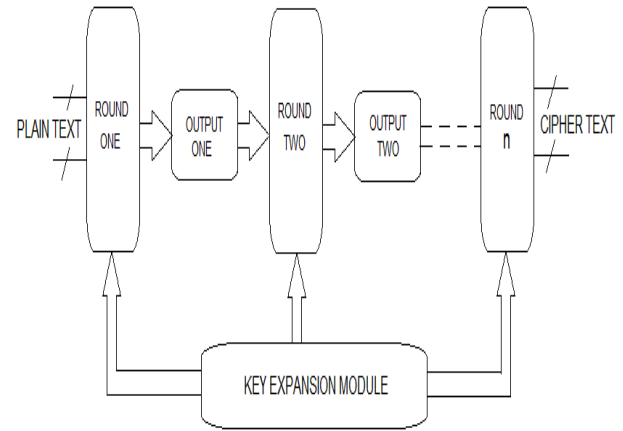 PLAIN TEXT
ROUND
ONE
OUTPUT
ONE
ROUND
TWO
OUTPUT
TWO
ROUND
n
CIPHER TEXT
KEY EXPANSION MODULE